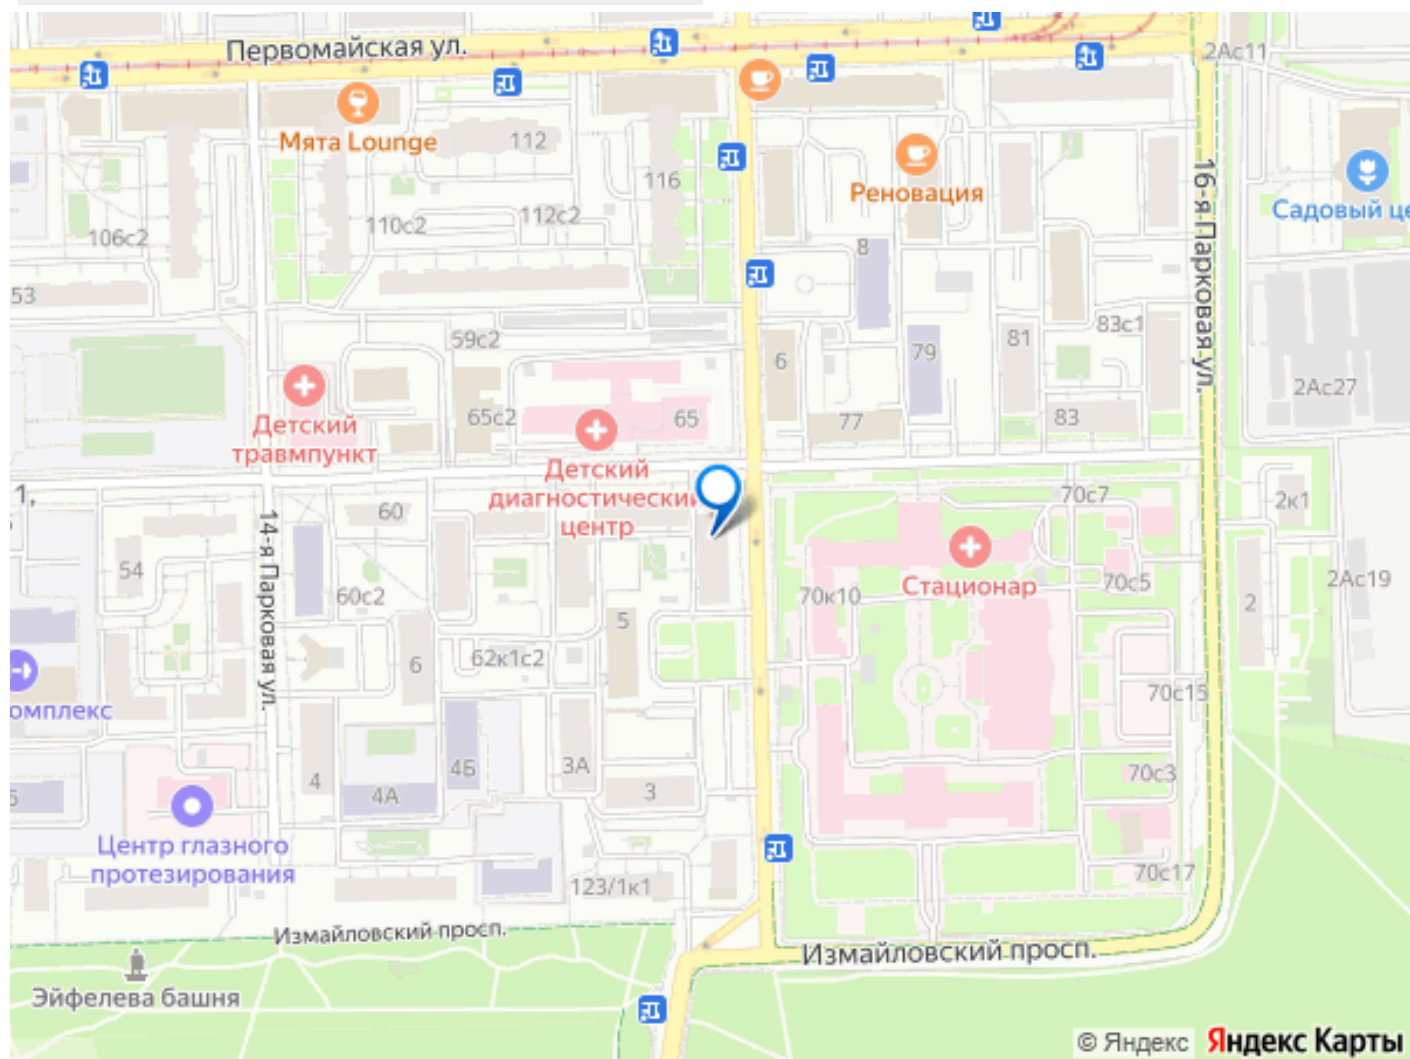 Первомайская ул.
2Ас11
Мята Lounge
112
116
Реновация
16-я Парковая ул.
Садовый це
106с2
110с2
112с2
8
53
59с2
6
79
81
83с1
2Ас27
Детский
травмпункт
65с2
65
77
83
Детский
диагностический
центр
1,
60
14-я Парковая ул.
70с7
2к1
54
60с2
70к10
Стационар
70с5
2
2Ас19
5
6
62к1с2
70с15
омплекс
4
4Б
3А
3
70с3
5
4А
Центр глазного
протезирования
123/1к1
70с17
Измайловский просп.
Измайловский просп.
Эйфелева башня
© Яндекс Яндекс Карты